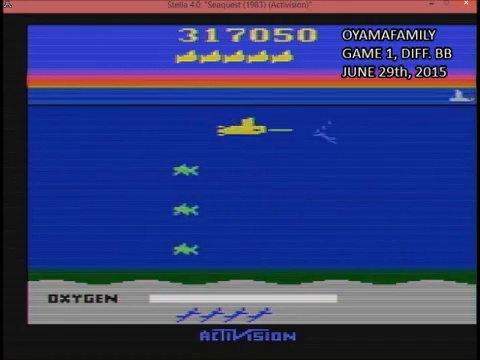 Stella 4.0: "Seaquest (1983) (Activision)"
317050
OYAMAFAMILY
GAME 1, DIFF. BB
JUNE 29th, 2015
OXYGEN
ACTIVISION